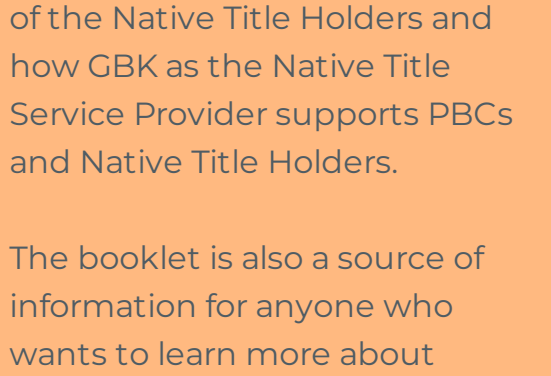 of the Native Title Holders and
how GBK as the Native Title
Service Provider supports PBCs
and Native Title Holders.
The booklet is also a source of
information for anyone who
wants to learn more about